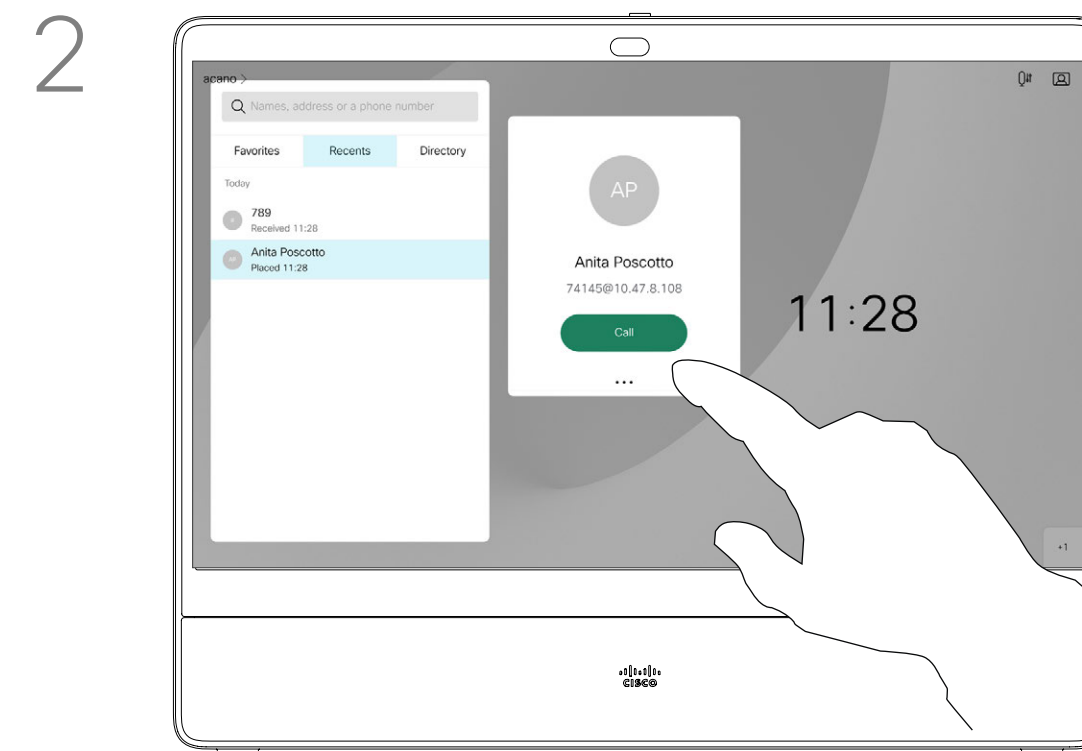 2
acano >
Names, address or a phone number
Favorites Recents Directory
Today
789
Received 11:28
AP
Anita Poscotto
Placed 11:28
AP
Anita Poscotto
74145@10.47.8.108
Call
...
11:28
+1
CISCO